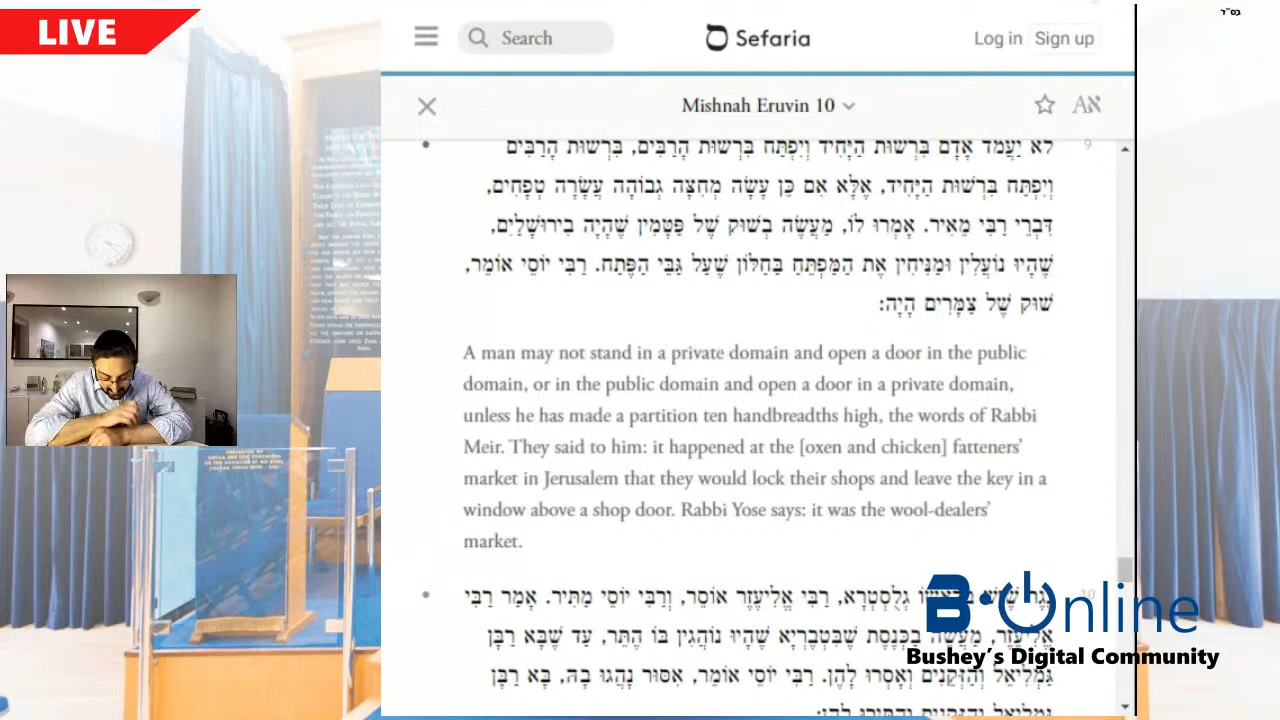 LIVE
בס"ד
Search
Sefaria
Log in
Sign up
Mishnah Eruvin 10
9
לֹא יַעֲמֹד אָדָם בִּרְשׁוּת הַיָּחִיד וְיִפְתַּח בִּרְשׁוּת הָרַבִּים, בִּרְשׁוּת הָרַבִּים
וְיִפְתַּח בִּרְשׁוּת הַיָּחִיד, אֶלָּא אִם כֵּן עָשָׂה מְחִצָּה גְבוֹהָה עֲשָׂרָה טְפָחִים,
דִּבְרֵי רַבִּי מֵאִיר. אָמְרוּ לוֹ, מַעֲשֶׂה בְשׁוּק שֶׁל פַּטָּמִין שֶׁהָיָה בִירוּשָׁלַיִם,
שֶׁהָיוּ נוֹעֲלִין וּמַנִּיחִין אֶת הַמַּפְתֵּחַ בַּחַלּוֹן שֶׁעַל גַּבֵּי הַפֶּתַח. רַבִּי יוֹסֵי אוֹמֵר,
שׁוּק שֶׁל צַמָּרִים הָיָה:
A man may not stand in a private domain and open a door in the public
domain, or in the public domain and open a door in a private domain,
unless he has made a partition ten handbreadths high, the words of Rabbi
Meir. They said to him: it happened at the [oxen and chicken] fatteners'
market in Jerusalem that they would lock their shops and leave the key in a
window above a shop door. Rabbi Yose says: it was the wool-dealers'
market.
10
גְלֻסְטְרָא, רַבִּי אֱלִיעֶזֶר אוֹסֵר, וְרַבִּי יוֹסֵי מַתִּיר. אָמַר רַבִּי
אֱלִיעֶזֶר, מַעֲשֶׂה בַכְּנֶסֶת שֶׁבִּטְבֶרְיָא שֶׁהָיוּ נוֹהֲגִין בּוֹ הֶתֵּר, עַד שֶׁבָּא רַבָּן
גַּמְלִיאֵל וְהַזְּקֵנִים וְאָסְרוּ לָהֶן. רַבִּי יוֹסֵי אוֹמֵר, אִסּוּר נָהֲגוּ בָהּ, בָּא רַבָּן
גַּמְלִיאֵל וְהַזְּקֵנִים וְהִתִּירוּ לָהֶן:
B Online
Bushey's Digital Community